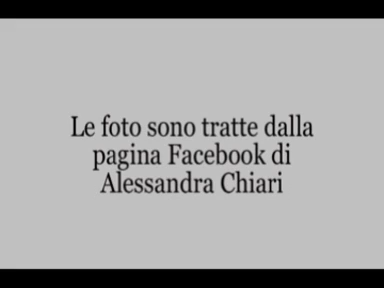 Le foto sono tratte dalla
pagina Facebook di
Alessandra Chiari